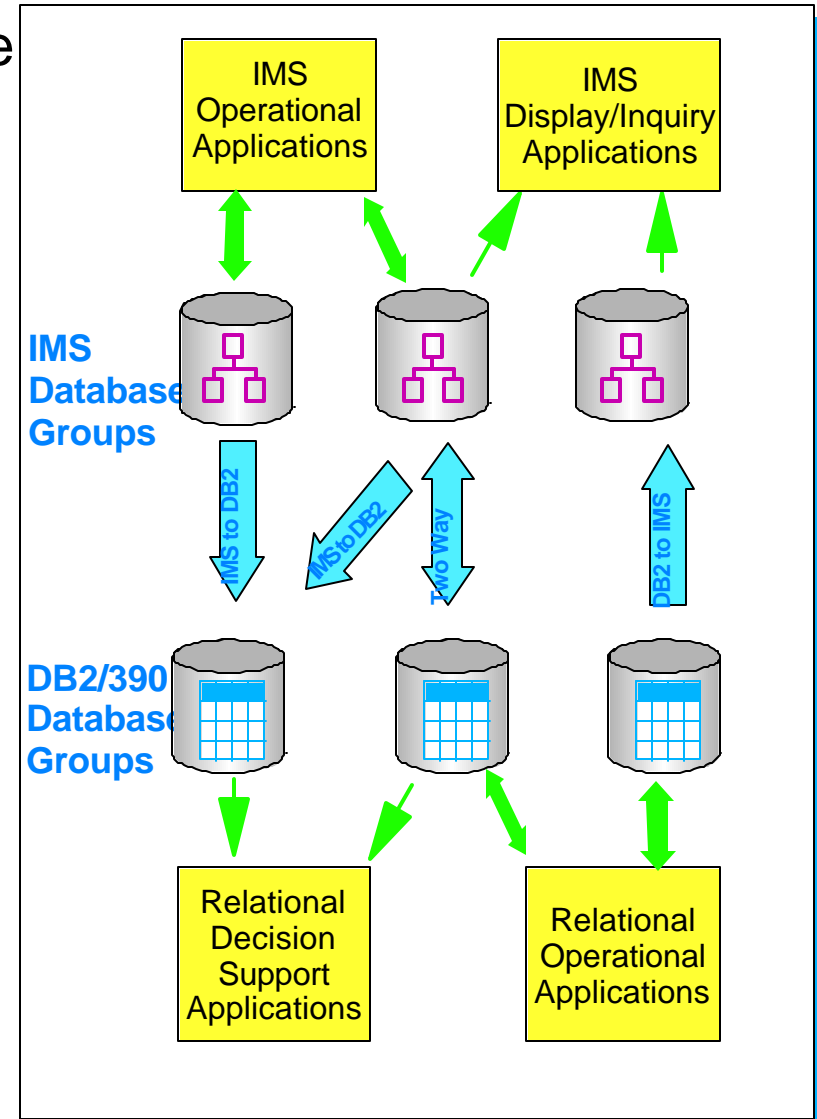 e
IMS
Operational
Applications
IMS
Display/Inquiry
Applications
IMS
Database
Groups
IMS to DB2
IMS to DB2
Two Way
DB2 to IMS
DB2/390
Database
Groups
Relational
Decision
Support
Applications
Relational
Operational
Applications